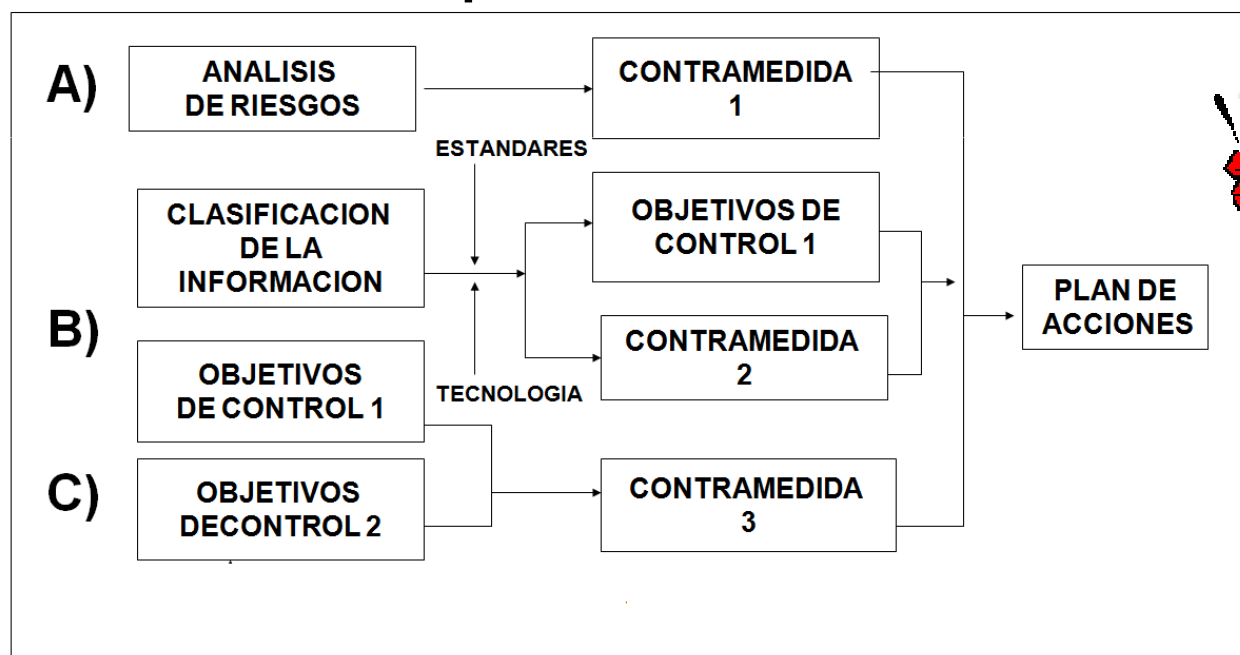 A)
ANALISIS
DE RIESGOS
CONTRAMEDIDA
1
ESTANDARES
CLASIFICACION
DE LA
INFORMACION
OBJETIVOS DE
CONTROL 1
PLAN DE
ACCIONES
B)
CONTRAMEDIDA
2
OBJETIVOS
DE CONTROL 1
TECNOLOGIA
C)
OBJETIVOS
DECONTROL 2
CONTRAMEDIDA
3